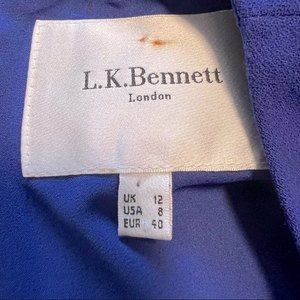 L.K.Bennett
London
UK 12
USA 8
EUR 40